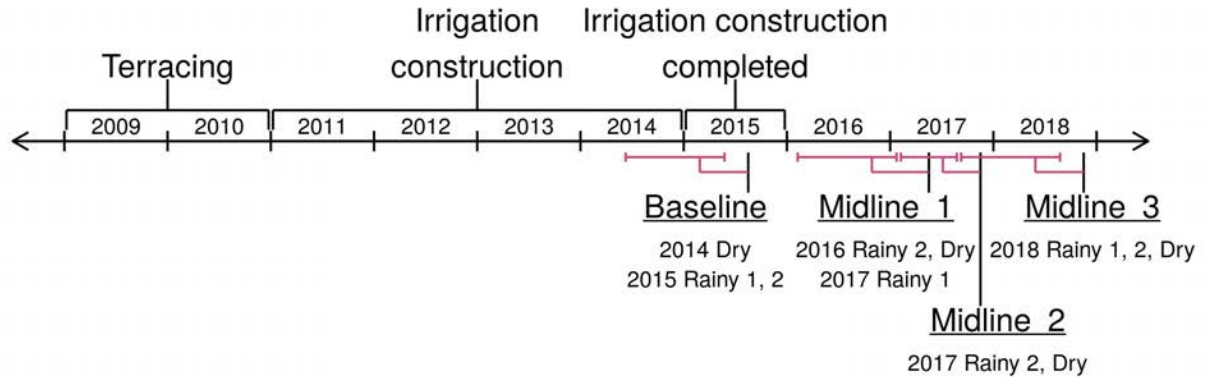 Irrigation
construction
Irrigation construction
completed
Terracing
2009 2010 2011 2012 2013 2014 2015 2016 2017 2018
Baseline
2014 Dry
2015 Rainy 1, 2
Midline 1
2016 Rainy 2, Dry
2017 Rainy 1
Midline 3
2018 Rainy 1, 2, Dry
Midline 2
2017 Rainy 2, Dry